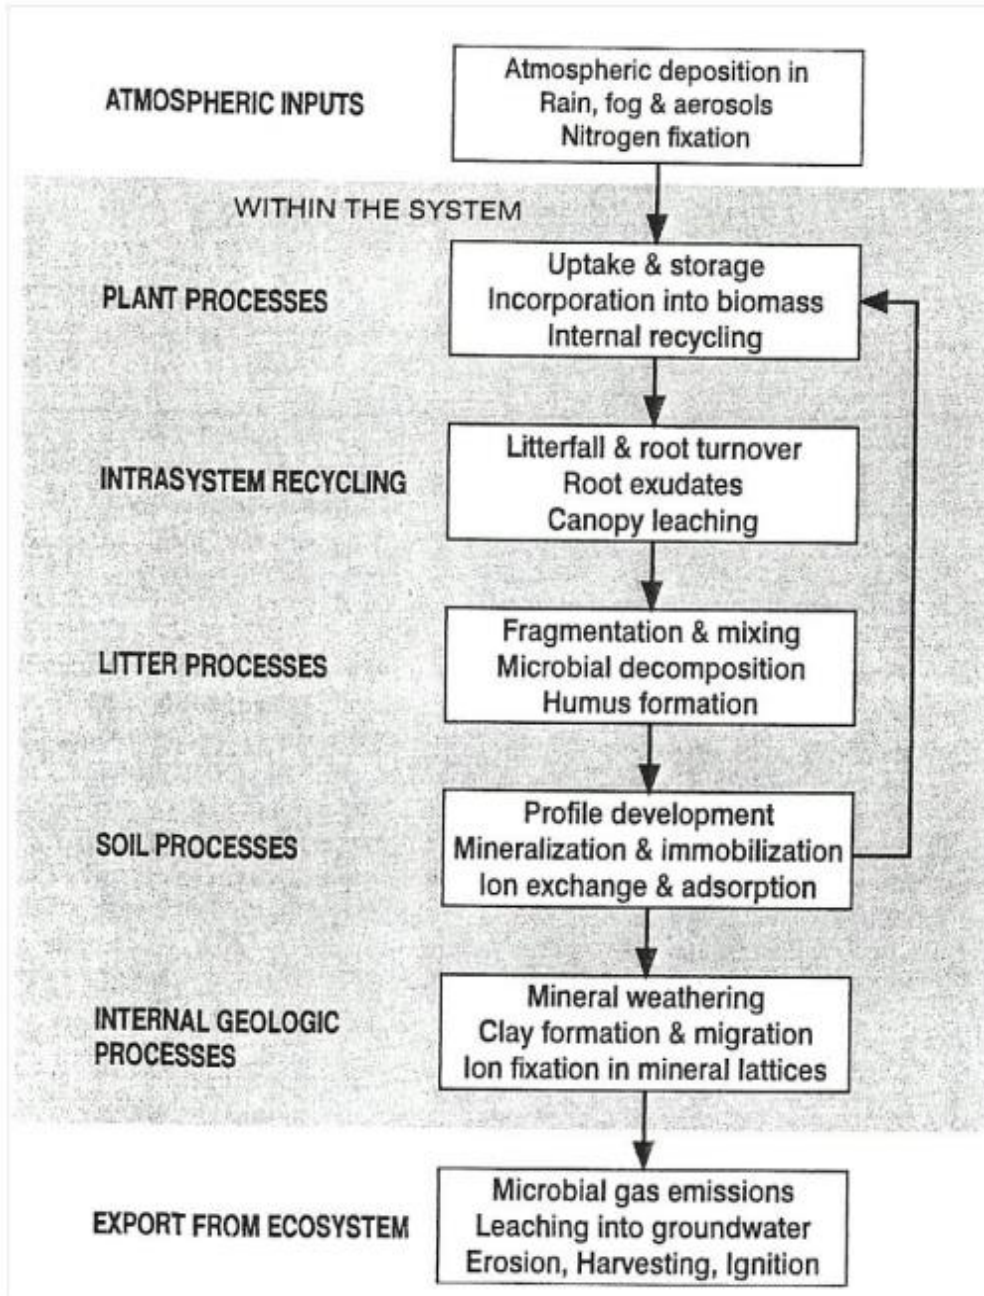 ATMOSPHERIC INPUTS
Atmospheric deposition in
Rain, fog & aerosols
Nitrogen fixation
WITHIN THE SYSTEM
PLANT PROCESSES
Uptake & storage
Incorporation into biomass
Internal recycling
INTRASYSTEM RECYCLING
Litterfall & root turnover
Root exudates
Canopy leaching
LITTER PROCESSES
Fragmentation & mixing
Microbial decomposition
Humus formation
SOIL PROCESSES
Profile development
Mineralization & immobilization
Ion exchange & adsorption
INTERNAL GEOLOGIC
PROCESSES
Mineral weathering
Clay formation & migration
Ion fixation in mineral lattices
EXPORT FROM ECOSYSTEM
Microbial gas emissions
Leaching into groundwater
Erosion, Harvesting, Ignition